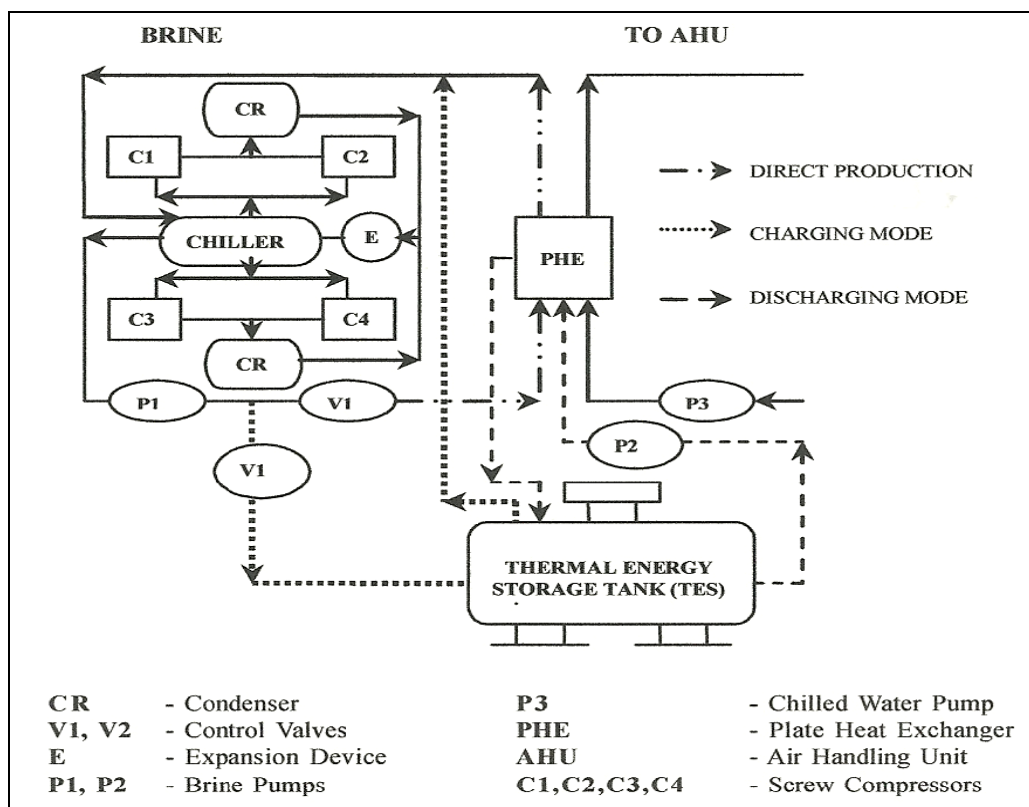 BRINE
TO AHU
CR
C1
C2
DIRECT PRODUCTION
CHILLER
E
PHE
CHARGING MODE
DISCHARGING MODE
C3
C4
CR
P1
V1
P3
P2
V1
THERMAL ENERGY
STORAGE TANK (TES)
CR - Condenser
V1, V2 - Control Valves
E - Expansion Device
P1, P2 - Brine Pumps
P3 - Chilled Water Pump
PHE - Plate Heat Exchanger
AHU - Air Handling Unit
C1,C2,C3,C4 - Screw Compressors